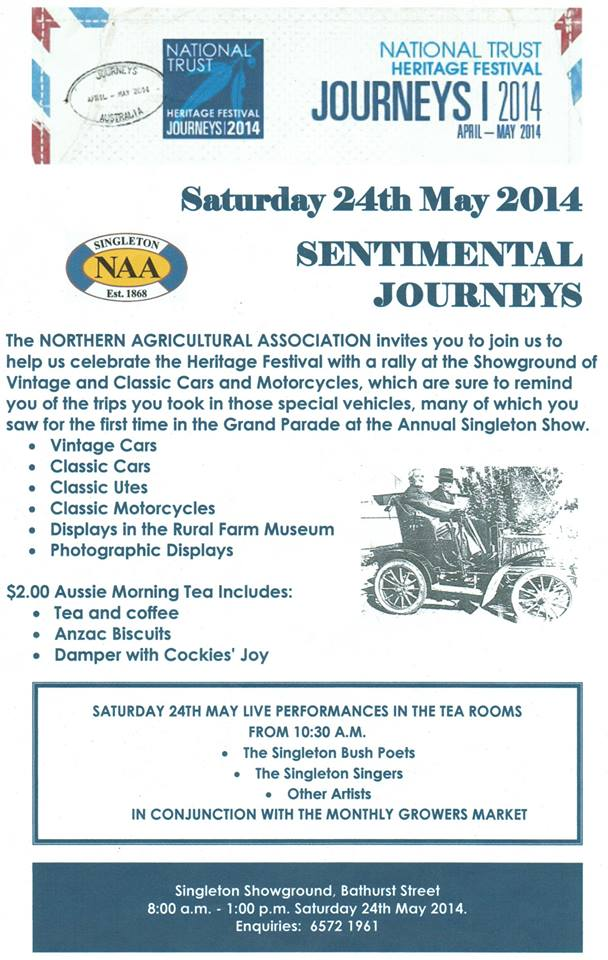 JOURNEYS
APRIL - MAY 2014
AUSTRALIA
NATIONAL
TRUST
HERITAGE FESTIVAL
JOURNEYS|2014
NATIONAL TRUST
HERITAGE FESTIVAL
JOURNEYS | 2014
APRIL – MAY 2014
Saturday 24th May 2014
SINGLETON
NAA
Est. 1868
SENTIMENTAL
JOURNEYS
The NORTHERN AGRICULTURAL ASSOCIATION invites you to join us to
help us celebrate the Heritage Festival with a rally at the Showground of
Vintage and Classic Cars and Motorcycles, which are sure to remind
you of the trips you took in those special vehicles, many of which you
saw for the first time in the Grand Parade at the Annual Singleton Show.
• Vintage Cars
• Classic Cars
• Classic Utes
• Classic Motorcycles
• Displays in the Rural Farm Museum
• Photographic Displays
$2.00 Aussie Morning Tea Includes:
• Tea and coffee
• Anzac Biscuits
• Damper with Cockies' Joy
SATURDAY 24TH MAY LIVE PERFORMANCES IN THE TEA ROOMS
FROM 10:30 A.M.
• The Singleton Bush Poets
• The Singleton Singers
• Other Artists
IN CONJUNCTION WITH THE MONTHLY GROWERS MARKET
Singleton Showground, Bathurst Street
8:00 a.m. - 1:00 p.m. Saturday 24th May 2014.
Enquiries: 6572 1961